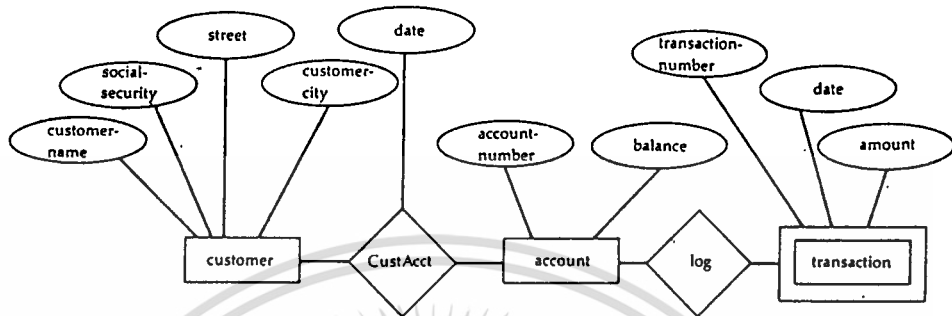 street
date
transaction-
number
social-
security
customer-
city
date
customer-
name
account-
number
balance
amount
customer
CustAcct
account
log
transaction